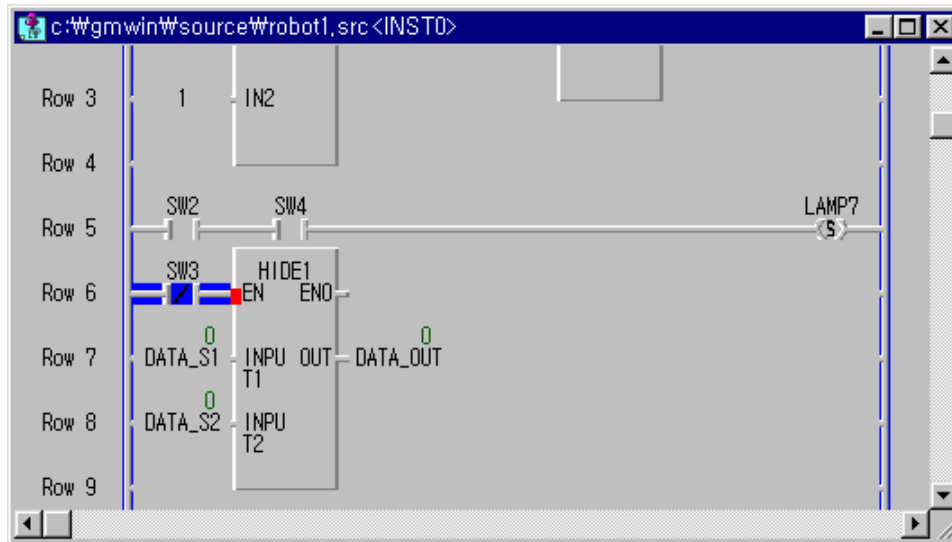 c:₩gmwin₩source₩robot1.src<INST0>
Row 3 1 IN2
Row 4
SW2 SW4 LAMP7
Row 5 S
SW3 HIDE1
Row 6 EN ENO
0 0
Row 7 DATA_S1 INPU OUT DATA_OUT
T1
0
Row 8 DATA_S2 INPU
T2
Row 9